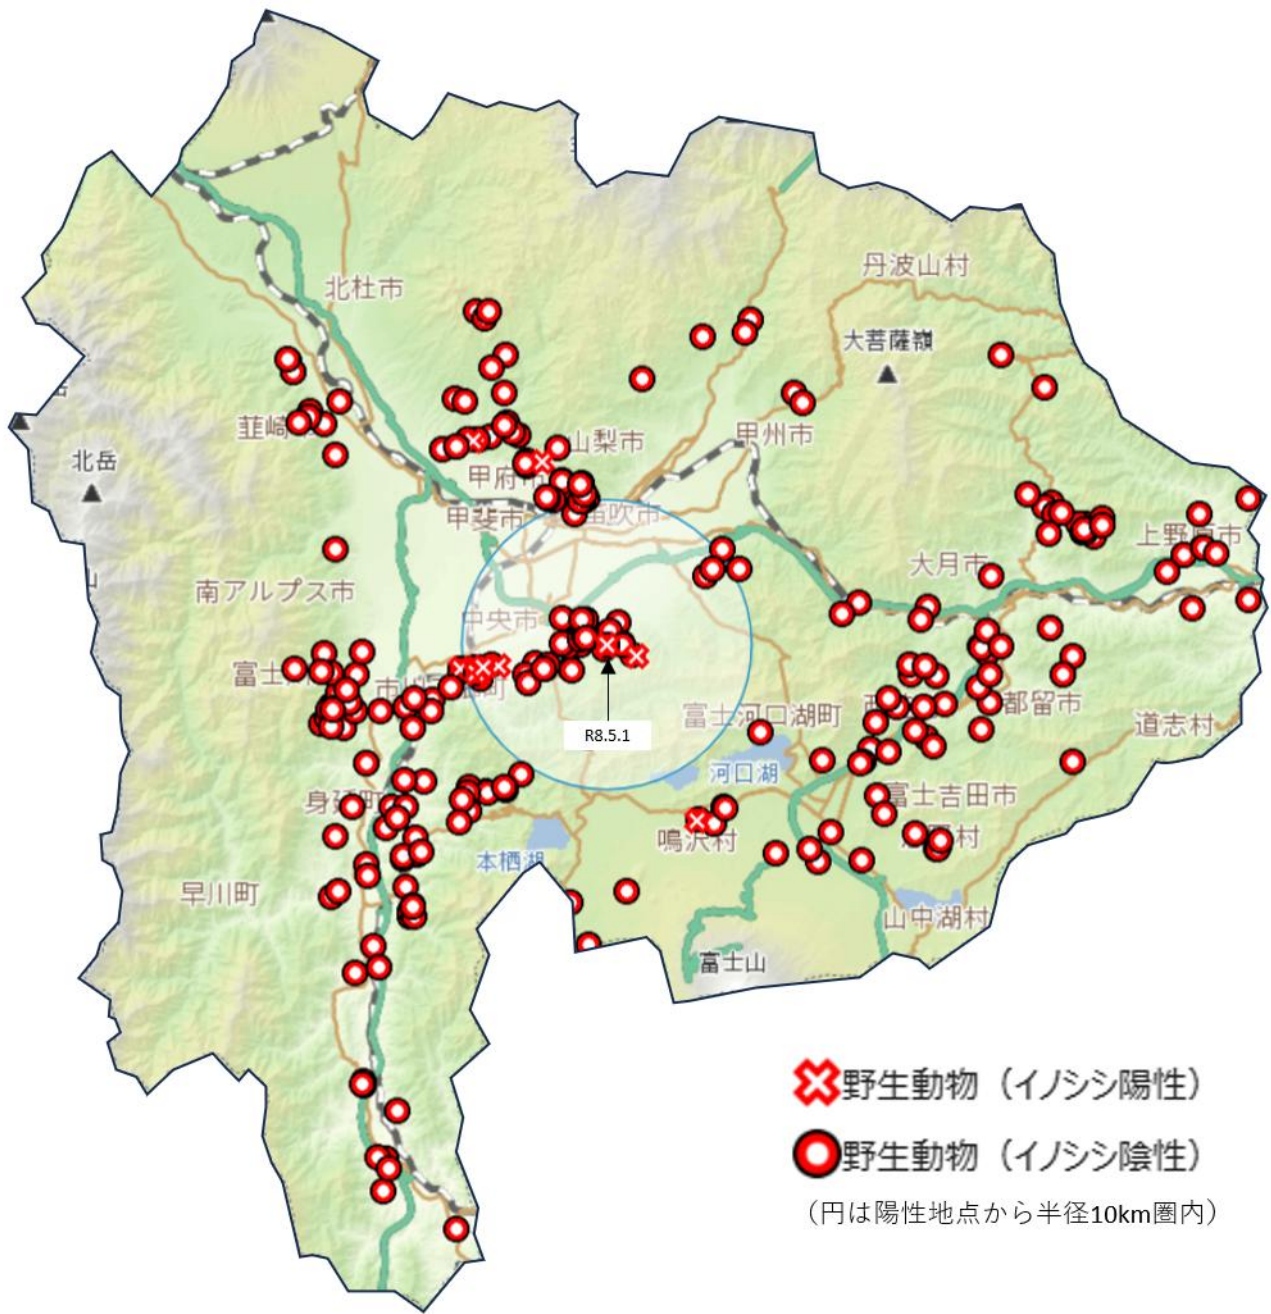 丹波山村
北杜市
大菩薩嶺
韮崎
山梨市
甲州市
北岳
甲府市
甲斐市
笛吹市
上野原市
大月市
南アルプス市
中央市
富士
市川
町
都留市
富士河口湖町
道志村
R8.5.1
河口湖
身延町
富士吉田市
鳴沢村
村
本栖湖
早川町
山中湖村
富士山
野生動物（イノシシ陽性）
野生動物（イノシシ陰性）
（円は陽性地点から半径10km圏内）